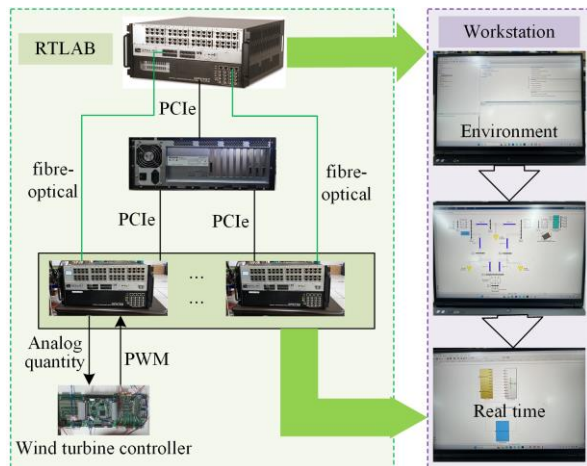 RTLAB
PCIe
fibre-
optical
fibre-
optical
PCIe
PCIe
...
...
Analog
quantity
PWM
Wind turbine controller
Workstation
Environment
Real time